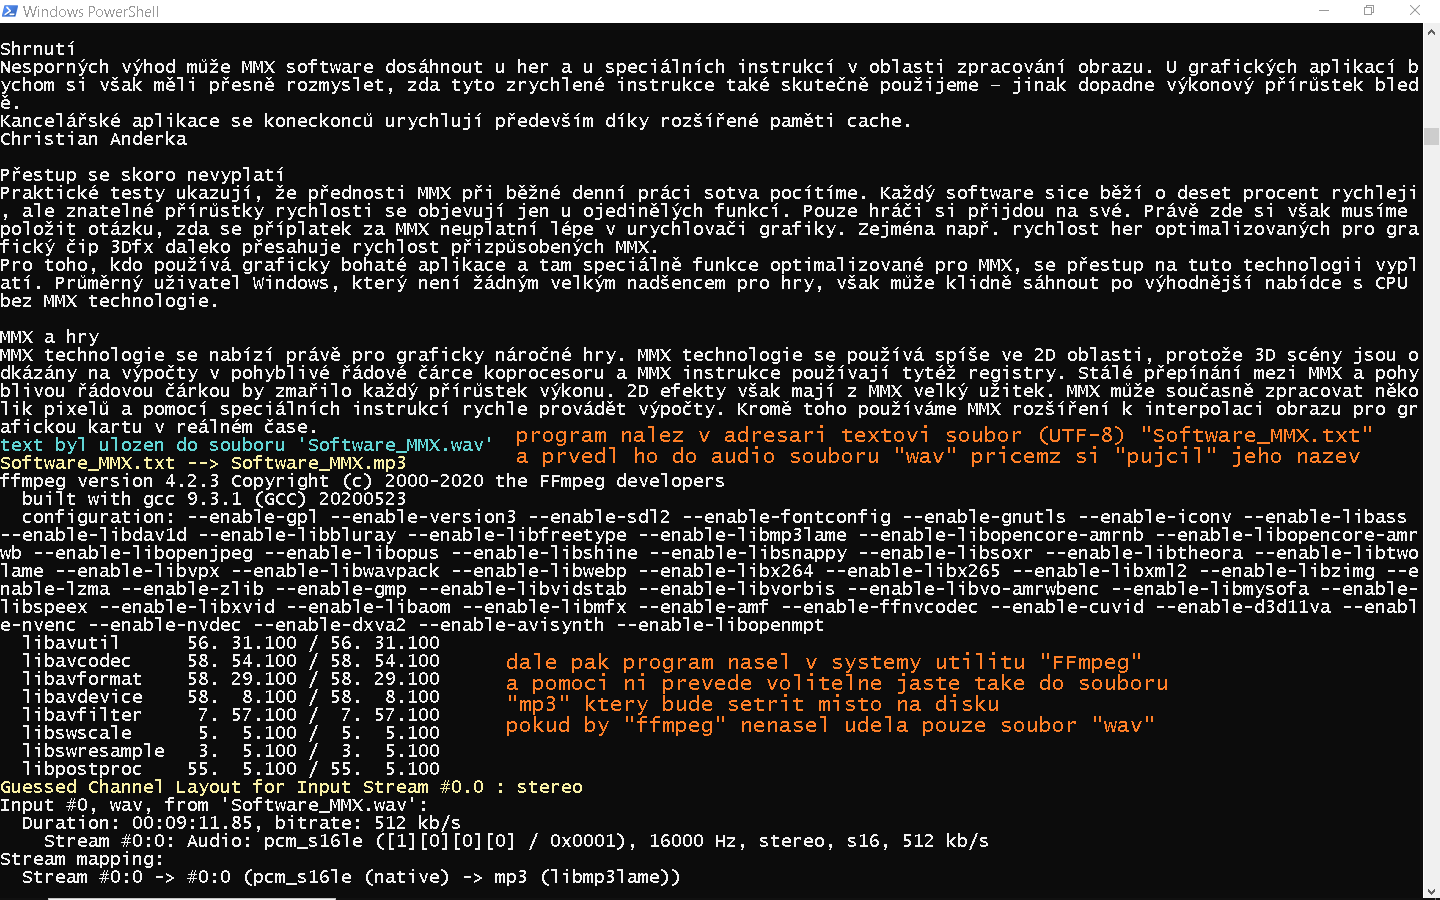 Windows PowerShell
Shrnutí
Nesporných výhod může MMX software dosáhnout u her a u speciálních instrukcí v oblasti zpracování obrazu. U grafických aplikací b
ychom si však měli přesně rozmyslet, zda tyto zrychlené instrukce také skutečně použijeme – jinak dopadne výkonový přírůstek bled
ě.
Kancelářské aplikace se koneckonců urychlují především díky rozšířené paměti cache.
Christian Anderka
Přestup se skoro nevyplatí
Praktické testy ukazují, že přednosti MMX při běžné denní práci sotva pocítíme. Každý software sice běží o deset procent rychleji
, ale znatelné přírůstky rychlosti se objevují jen u ojedinělých funkcí. Pouze hráči si přijdou na své. Právě zde si však musíme
položit otázku, zda se příplatek za MMX neuplatní lépe v urychlovači grafiky. Zejména např. rychlost her optimalizovaných pro gra
fický čip 3Dfx daleko přesahuje rychlost přizpůsobených MMX.
Pro toho, kdo používá graficky bohaté aplikace a tam speciálně funkce optimalizované pro MMX, se přestup na tuto technologii vypl
atí. Průměrný uživatel Windows, který není žádným velkým nadšencem pro hry, však může klidně sáhnout po výhodnější nabídce s CPU
bez MMX technologie.
MMX a hry
MMX technologie se nabízí právě pro graficky náročné hry. MMX technologie se používá spíše ve 2D oblasti, protože 3D scény jsou o
dkázány na výpočty v pohyblivé řádové čárce koprocesoru a MMX instrukce používají tytéž registry. Stálé přepínání mezi MMX a pohy
blivou řádovou čárkou by zmařilo každý přírůstek výkonu. 2D efekty však mají z MMX velký užitek. MMX může současně zpracovat něko
lik pixelů a pomocí speciálních instrukcí rychle provádět výpočty. Kromě toho používáme MMX rozšíření k interpolaci obrazu pro gr
afickou kartu v reálném čase.
text byl ulozen do souboru 'Software_MMX.wav'
program nalez v adresari textovi soubor (UTF-8) "Software_MMX.txt"
a prvedl ho do audio souboru "wav" pricemz si "pujcil" jeho nazev
Software_MMX.txt --> Software_MMX.mp3
ffmpeg version 4.2.3 Copyright (c) 2000-2020 the FFmpeg developers
built with gcc 9.3.1 (GCC) 20200523
configuration: --enable-gpl --enable-version3 --enable-sdl2 --enable-fontconfig --enable-gnutls --enable-iconv --enable-libass
--enable-libdav1d --enable-libbluray --enable-libfreetype --enable-libmp3lame --enable-libopencore-amrnb --enable-libopencore-amr
wb --enable-libopenjpeg --enable-libopus --enable-libshine --enable-libsnappy --enable-libsoxr --enable-libtheora --enable-libtwo
lame --enable-libvpx --enable-libwavpack --enable-libwebp --enable-libx264 --enable-libx265 --enable-libxml2 --enable-libzimg --e
nable-lzma --enable-zlib --enable-gmp --enable-libvidstab --enable-libvorbis --enable-libvo-amrwbenc --enable-libmysofa --enable-
libspeex --enable-libxvid --enable-libaom --enable-libmfx --enable-amf --enable-ffnvcodec --enable-cuvid --enable-d3d11va --enabl
e-nvenc --enable-nvdec --enable-dxva2 --enable-avisynth --enable-libopenmpt
libavutil 56. 31.100 / 56. 31.100
libavcodec 58. 54.100 / 58. 54.100
libavformat 58. 29.100 / 58. 29.100
libavdevice 58. 8.100 / 58. 8.100
libavfilter 7. 57.100 / 7. 57.100
libswscale 5. 5.100 / 5. 5.100
libswresample 3. 5.100 / 3. 5.100
libpostproc 55. 5.100 / 55. 5.100
dale pak program nasel v systemy utilitu "FFmpeg"
a pomoci ni prevede volitelne jaste take do souboru
"mp3" ktery bude setrit misto na disku
pokud by "ffmpeg" nenasel udela pouze soubor "wav"
Guessed Channel Layout for Input Stream #0.0 : stereo
Input #0, wav, from 'Software_MMX.wav':
Duration: 00:09:11.85, bitrate: 512 kb/s
Stream #0:0: Audio: pcm_s16le ([1][0][0][0] / 0x0001), 16000 Hz, stereo, s16, 512 kb/s
Stream mapping:
Stream #0:0 -> #0:0 (pcm_s16le (native) -> mp3 (libmp3lame))